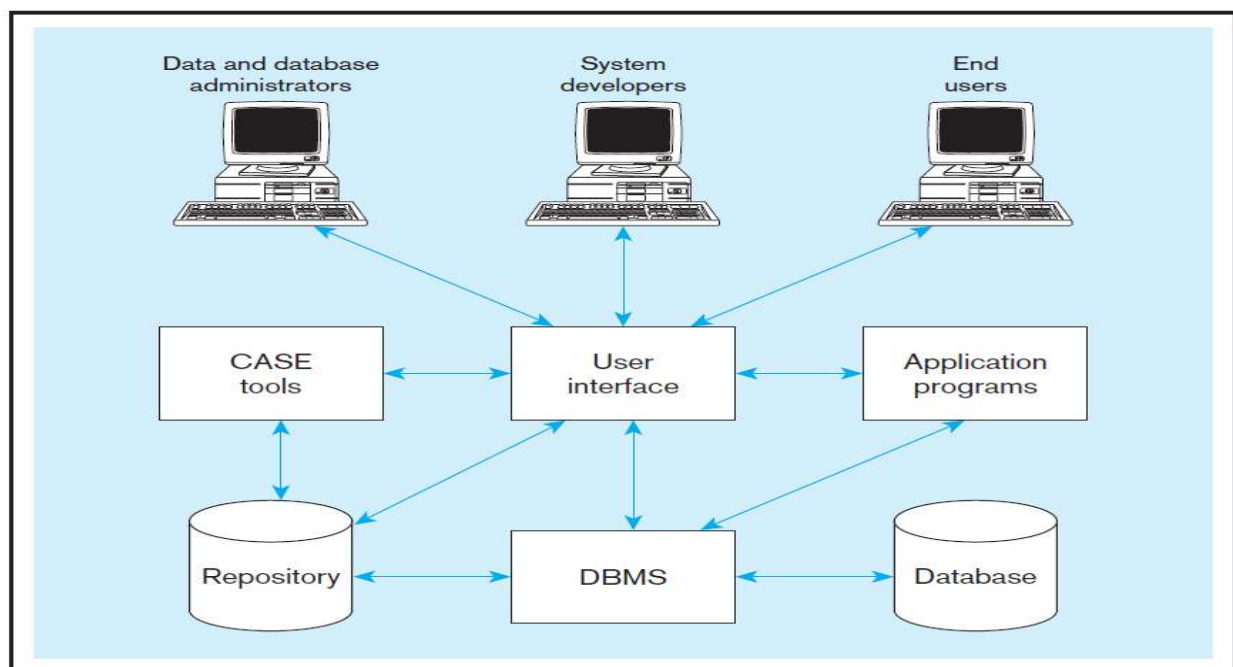 Data and database
administrators
System
developers
End
users
CASE
tools
User
interface
Application
programs
Repository
DBMS
Database